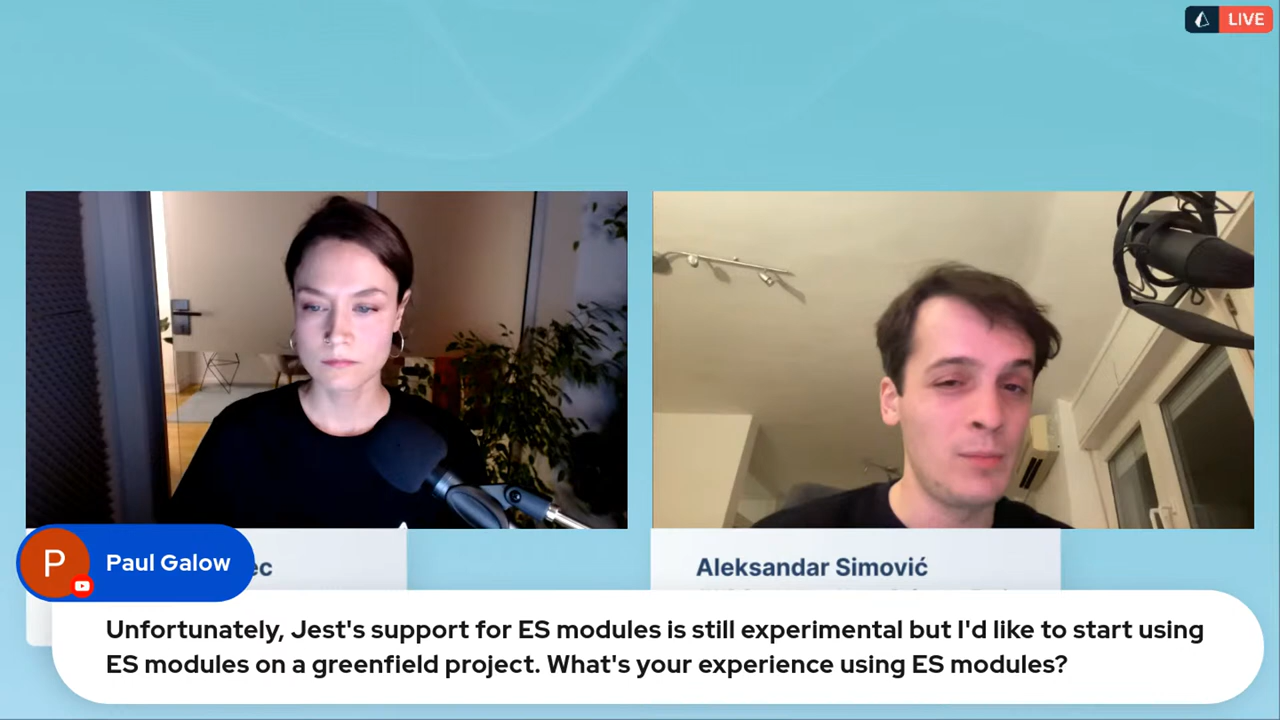 LIVE
ec
Aleksandar Simović
P
Paul Galow
Unfortunately, Jest's support for ES modules is still experimental but I'd like to start using
ES modules on a greenfield project. What's your experience using ES modules?